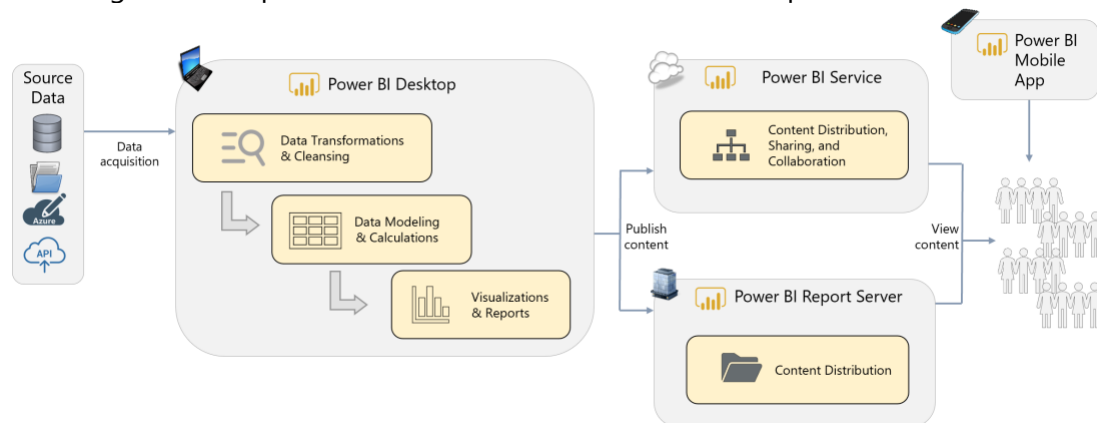 Source
Data
Azure
API
Data
acquisition
Power BI Desktop
Data Transformations
& Cleansing
Data Modeling
& Calculations
Visualizations
& Reports
Publish
content
Power BI Service
Content Distribution,
Sharing, and
Collaboration
Power BI Report Server
Content Distribution
View
content
Power BI
Mobile
App